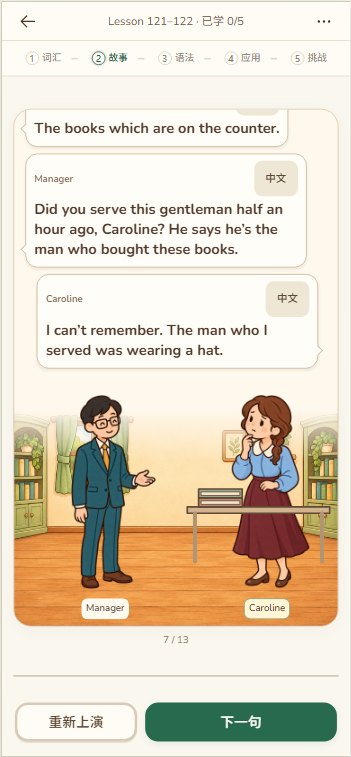 Lesson 121–122 · 已学 0/5
1 词汇 – 2 故事 – 3 语法 – 4 应用 – 5 挑战
The books which are on the counter.
Manager
中文
Did you serve this gentleman half an
hour ago, Caroline? He says he's the
man who bought these books.
Caroline
中文
I can't remember. The man who I
served was wearing a hat.
Manager
Caroline
7 / 13
重新上演
下一句